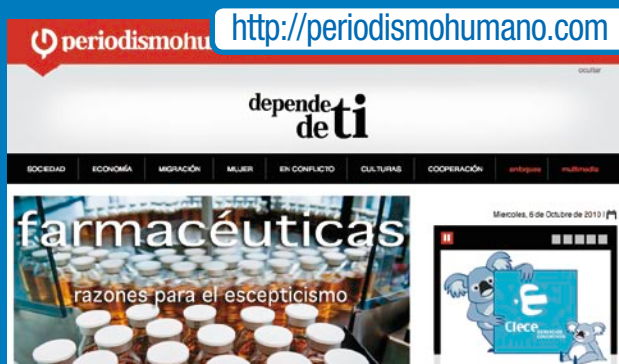 http://periodismohumano.com
periodismohu
ocultar
depende
de ti
SOCIEDAD ECONOMÍA MIGRACIÓN MUJER EN CONFLICTO CULTURAS COOPERACIÓN enfoques multimedia
farmacéuticas
razones para el escepticismo
Miercoles, 6 de Octubre de 2010 |
Clece